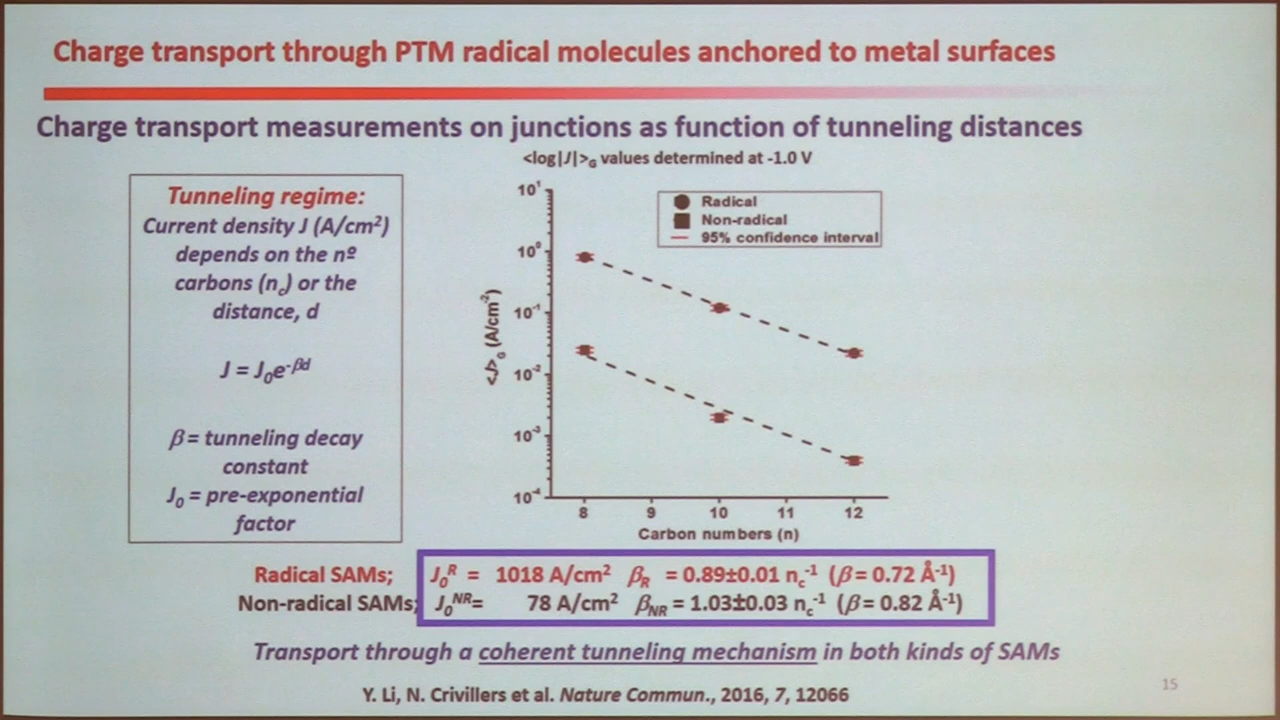 Charge transport through PTM radical molecules anchored to metal surfaces
Charge transport measurements on junctions as function of tunneling distances
<log|J|>G values determined at -1.0 V
Tunneling regime:
Current density J (A/cm²)
depends on the nº
carbons (nc) or the
distance, d
J = J0e-βd
β = tunneling decay
constant
J0 = pre-exponential
factor
Radical
Non-radical
95% confidence interval
<J>G (A/cm⁻²)
10¹
10⁰
10⁻¹
10⁻²
10⁻³
10⁻⁴
8 9 10 11 12
Carbon numbers (n)
Radical SAMs; J0R = 1018 A/cm² βR = 0.89±0.01 nc⁻¹ (β= 0.72 Å⁻¹)
Non-radical SAMs; J0NR= 78 A/cm² βNR = 1.03±0.03 nc⁻¹ (β= 0.82 Å⁻¹)
Transport through a coherent tunneling mechanism in both kinds of SAMs
Y. Li, N. Crivillers et al. Nature Commun., 2016, 7, 12066
15